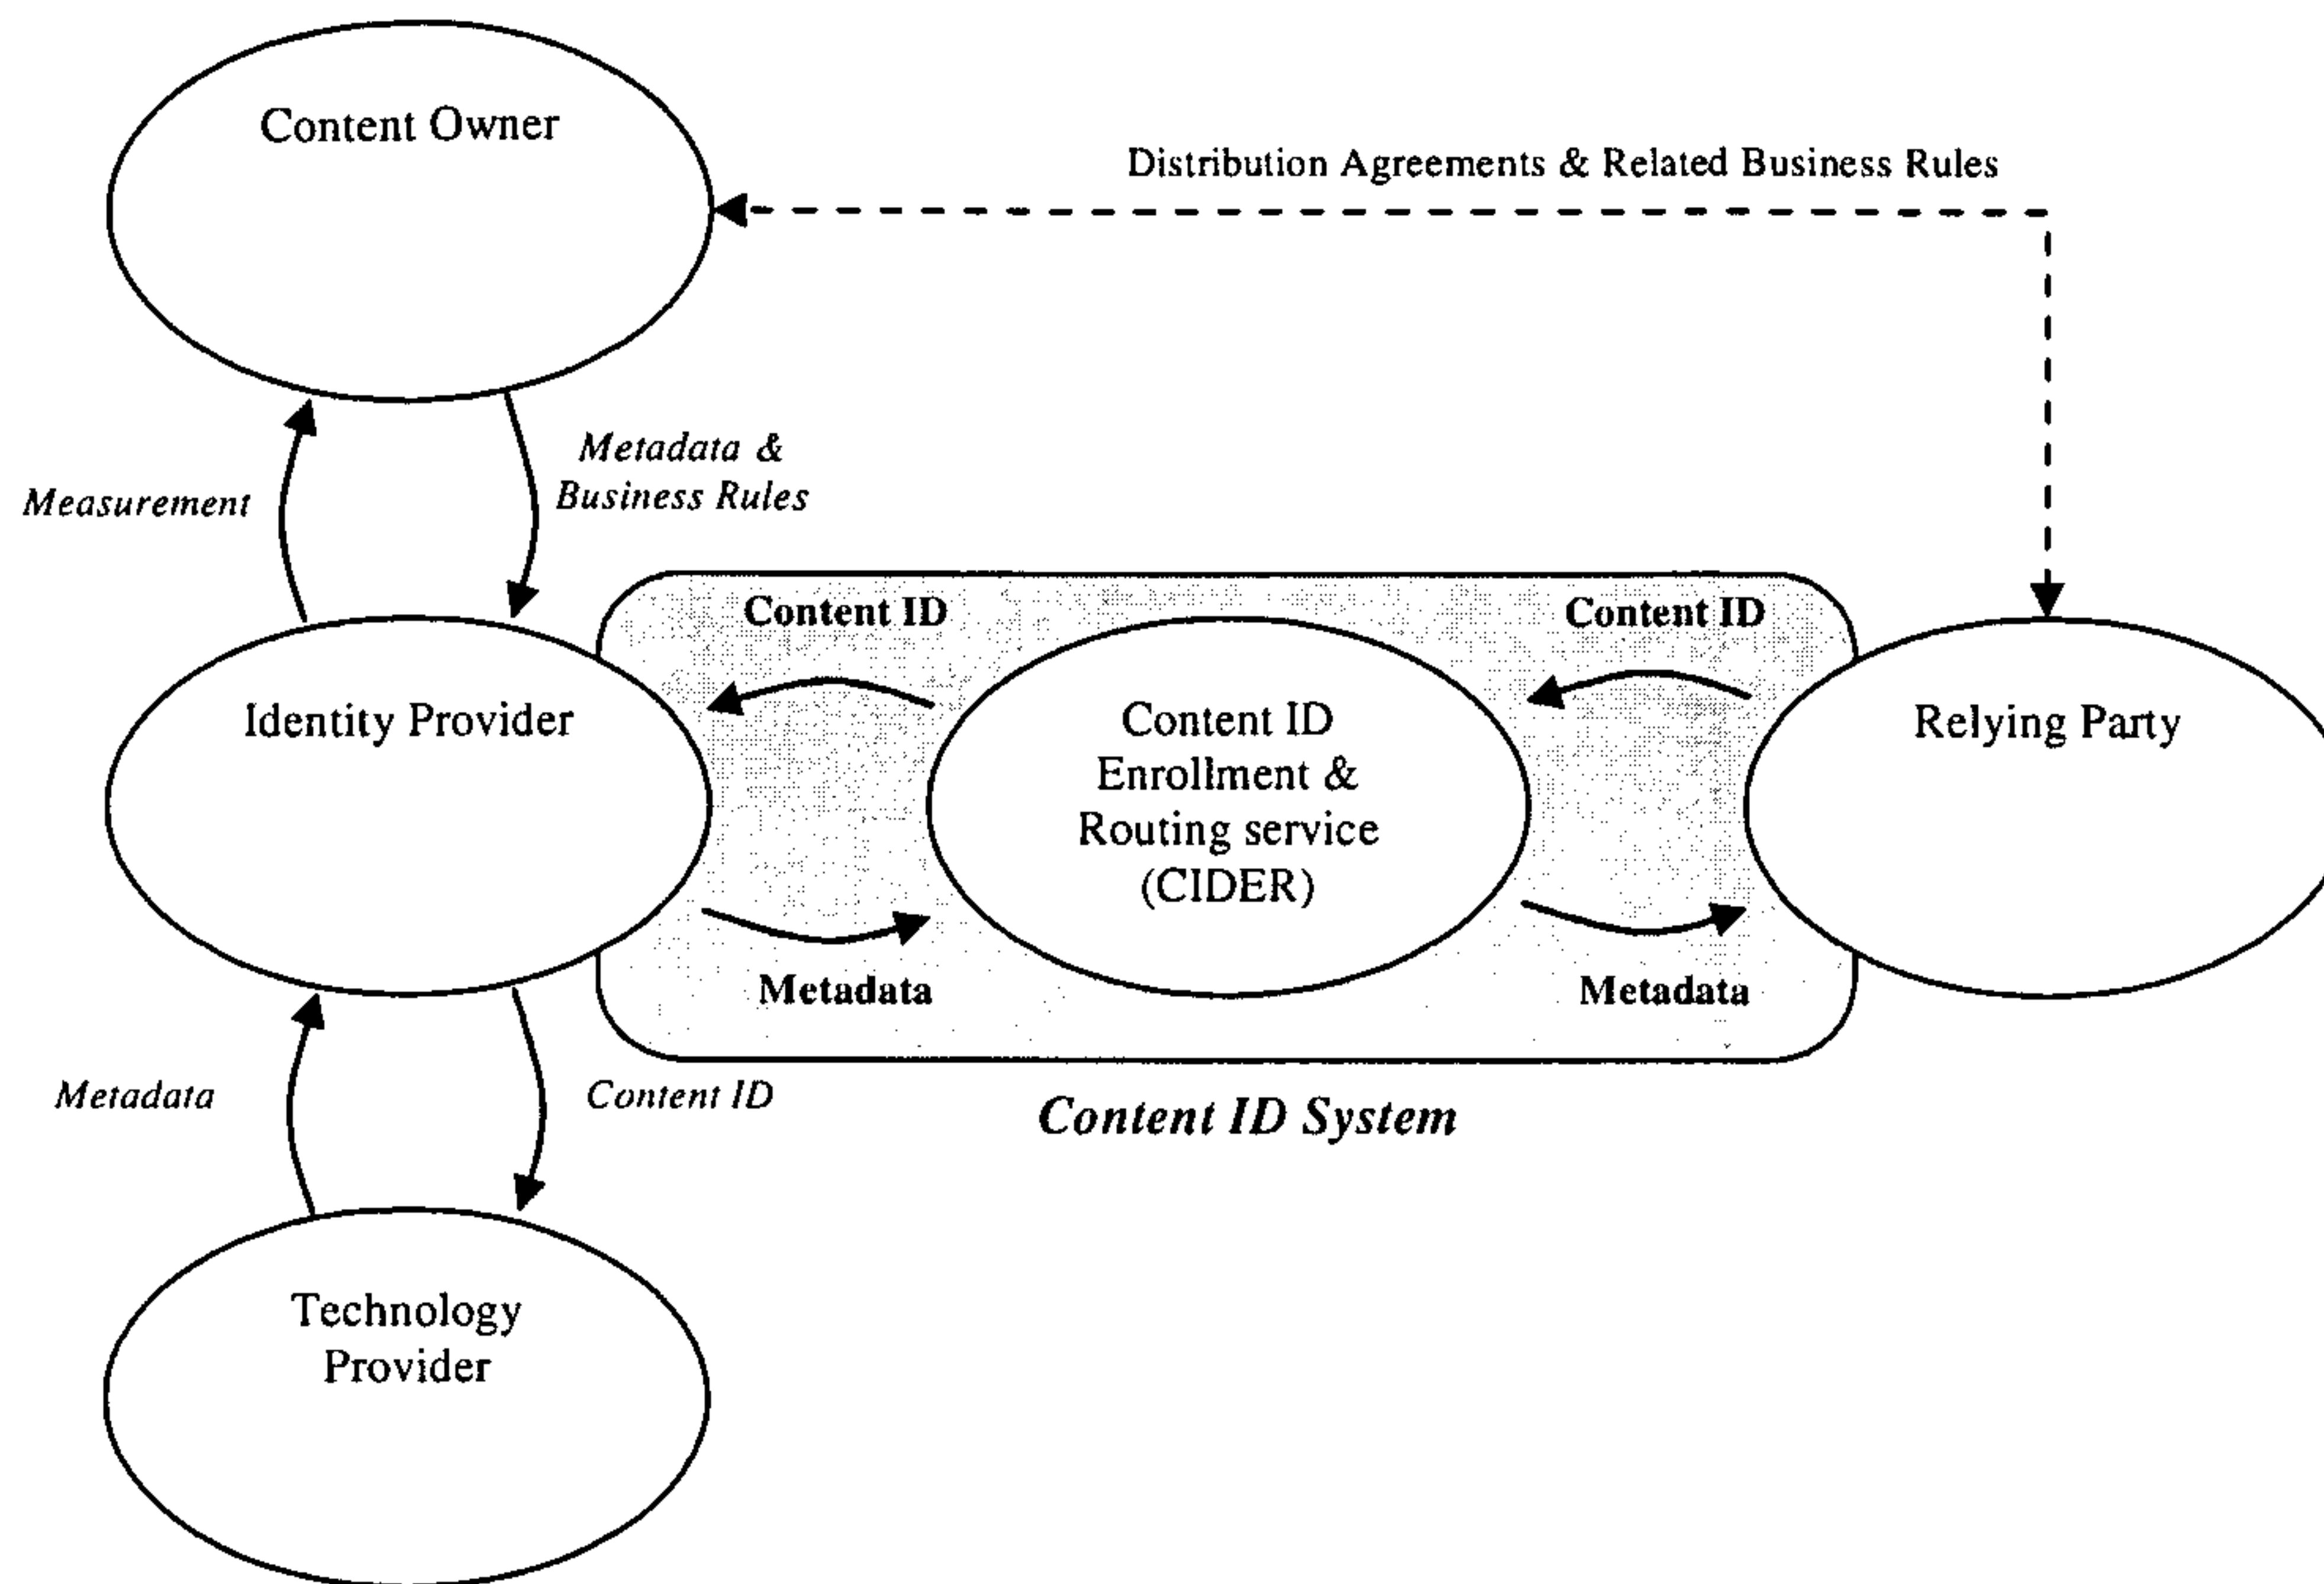 Content Owner
Distribution Agreements & Related Business Rules
Measurement
Metadata &
Business Rules
Content ID
Content ID
Identity Provider
Content ID
Enrollment &
Routing service
(CIDER)
Relying Party
Metadata
Metadata
Metadata
Content ID
Content ID System
Technology
Provider